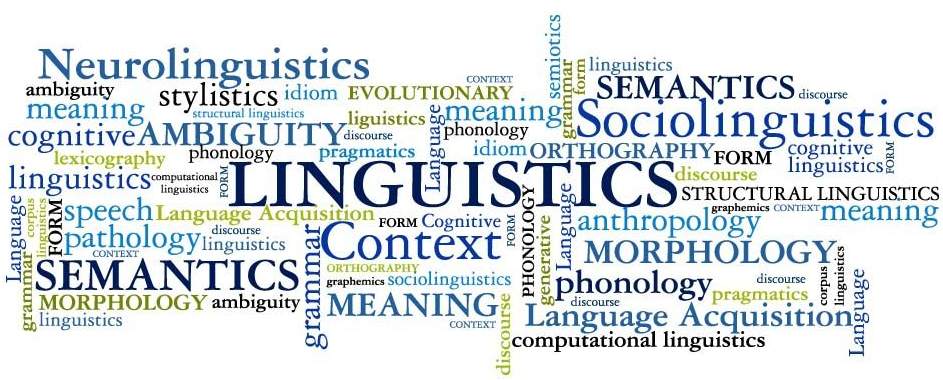 Neurolinguistics
ambiguity
stylistics
idiom
EVOLUTIONARY
CONTEXT
semiotics
grammar
form
linguistics
SEMANTICS
discourse
meaning
structural linguistics
liguistics
Language
meaning
phonology
Sociolinguistics
cognitive
AMBIGUITY
discourse
pragmatics
idiom
ORTHOGRAPHY
FORM
cognitive
linguistics
FORM
lexicography
phonology
linguistics
computational
linguistics
FORM
LINGUISTICS
discourse
STRUCTURAL LINGUISTICS
graphemics
CONTEXT
meaning
Language
corpus
linguistics
FORM
speech
Language Acquisition
FORM
Cognitive
FORM
PHONOLOGY
Language
anthropology
pathology
discourse
linguistics
CONTEXT
grammar
Context
generative
MORPHOLOGY
corpus
linguistics
grammar
SEMANTICS
ORTHOGRAPHY
graphemics
sociolinguistics
phonology
discourse
pragmatics
discourse
Language
MORPHOLOGY
ambiguity
MEANING
CONTEXT
discourse
discourse
Language Acquisition
linguistics
computational linguistics